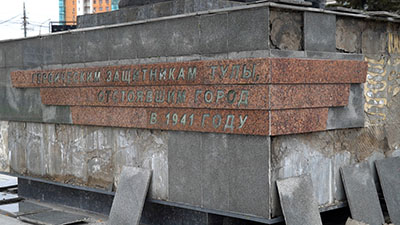 ГЕРОИЧЕСКИМ ЗАЩИТНИКАМ ТУЛЫ,
ОТСТОЯВШИМ ГОРОД
В 1941 ГОДУ